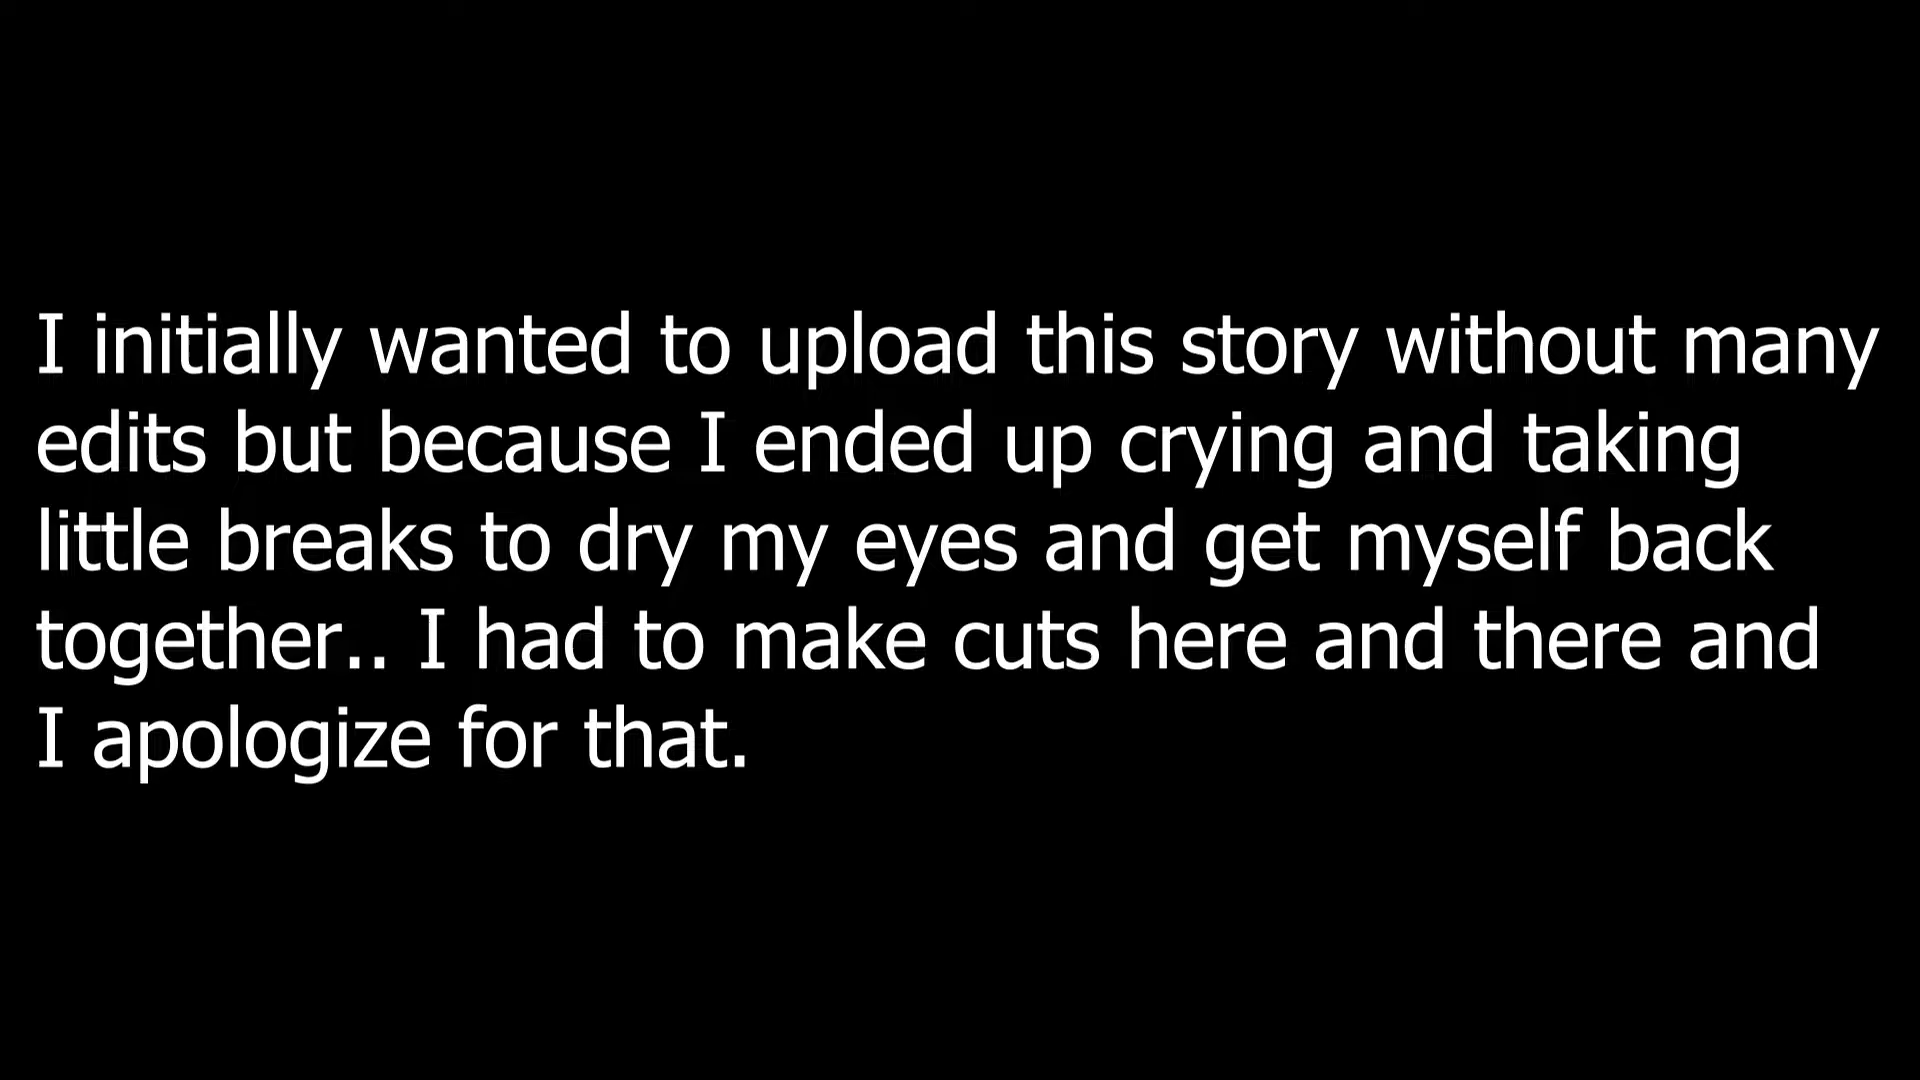 I initially wanted to upload this story without many
edits but because I ended up crying and taking
little breaks to dry my eyes and get myself back
together.. I had to make cuts here and there and
I apologize for that.